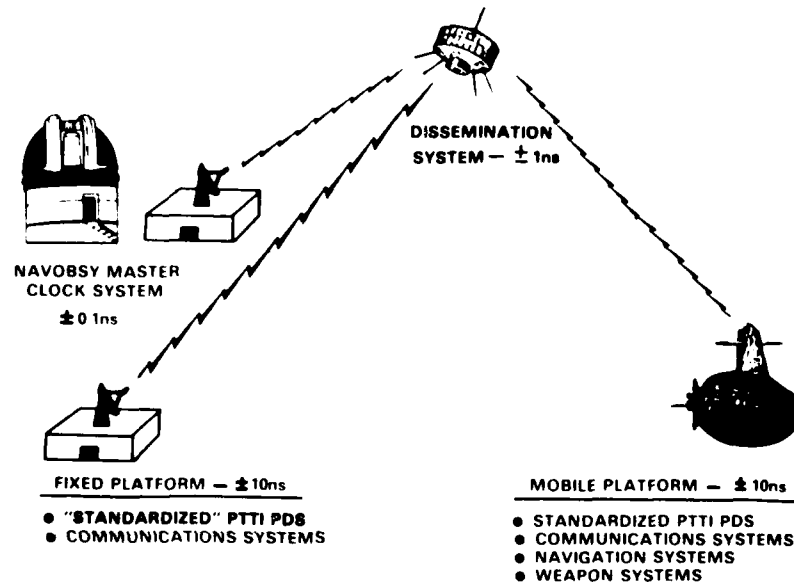 DISSEMINATION
SYSTEM — ± 1ns
NAVOBSY MASTER
CLOCK SYSTEM
±0 1ns
FIXED PLATFORM — ±10ns
● "STANDARDIZED" PTTI PDS
● COMMUNICATIONS SYSTEMS
MOBILE PLATFORM — ±10ns
● STANDARDIZED PTTI PDS
● COMMUNICATIONS SYSTEMS
● NAVIGATION SYSTEMS
● WEAPON SYSTEMS